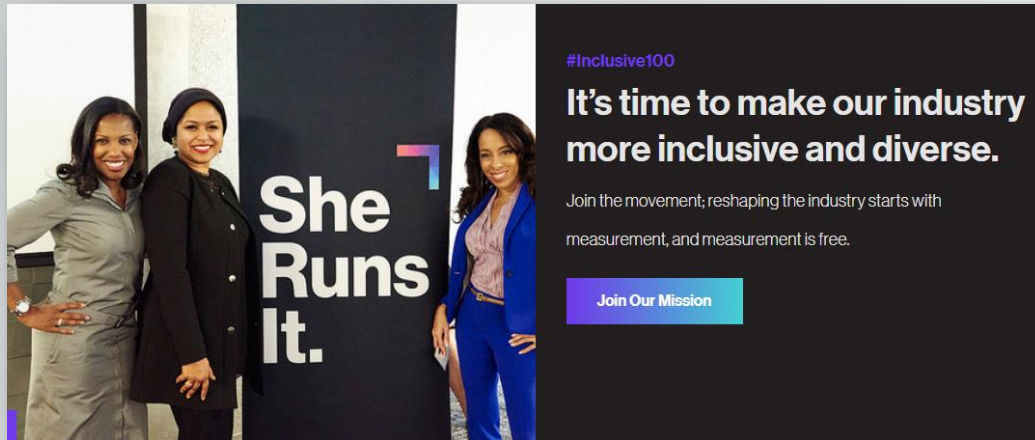 She
Runs
It.
#Inclusive100
It's time to make our industry
more inclusive and diverse.
Join the movement; reshaping the industry starts with
measurement, and measurement is free.
Join Our Mission